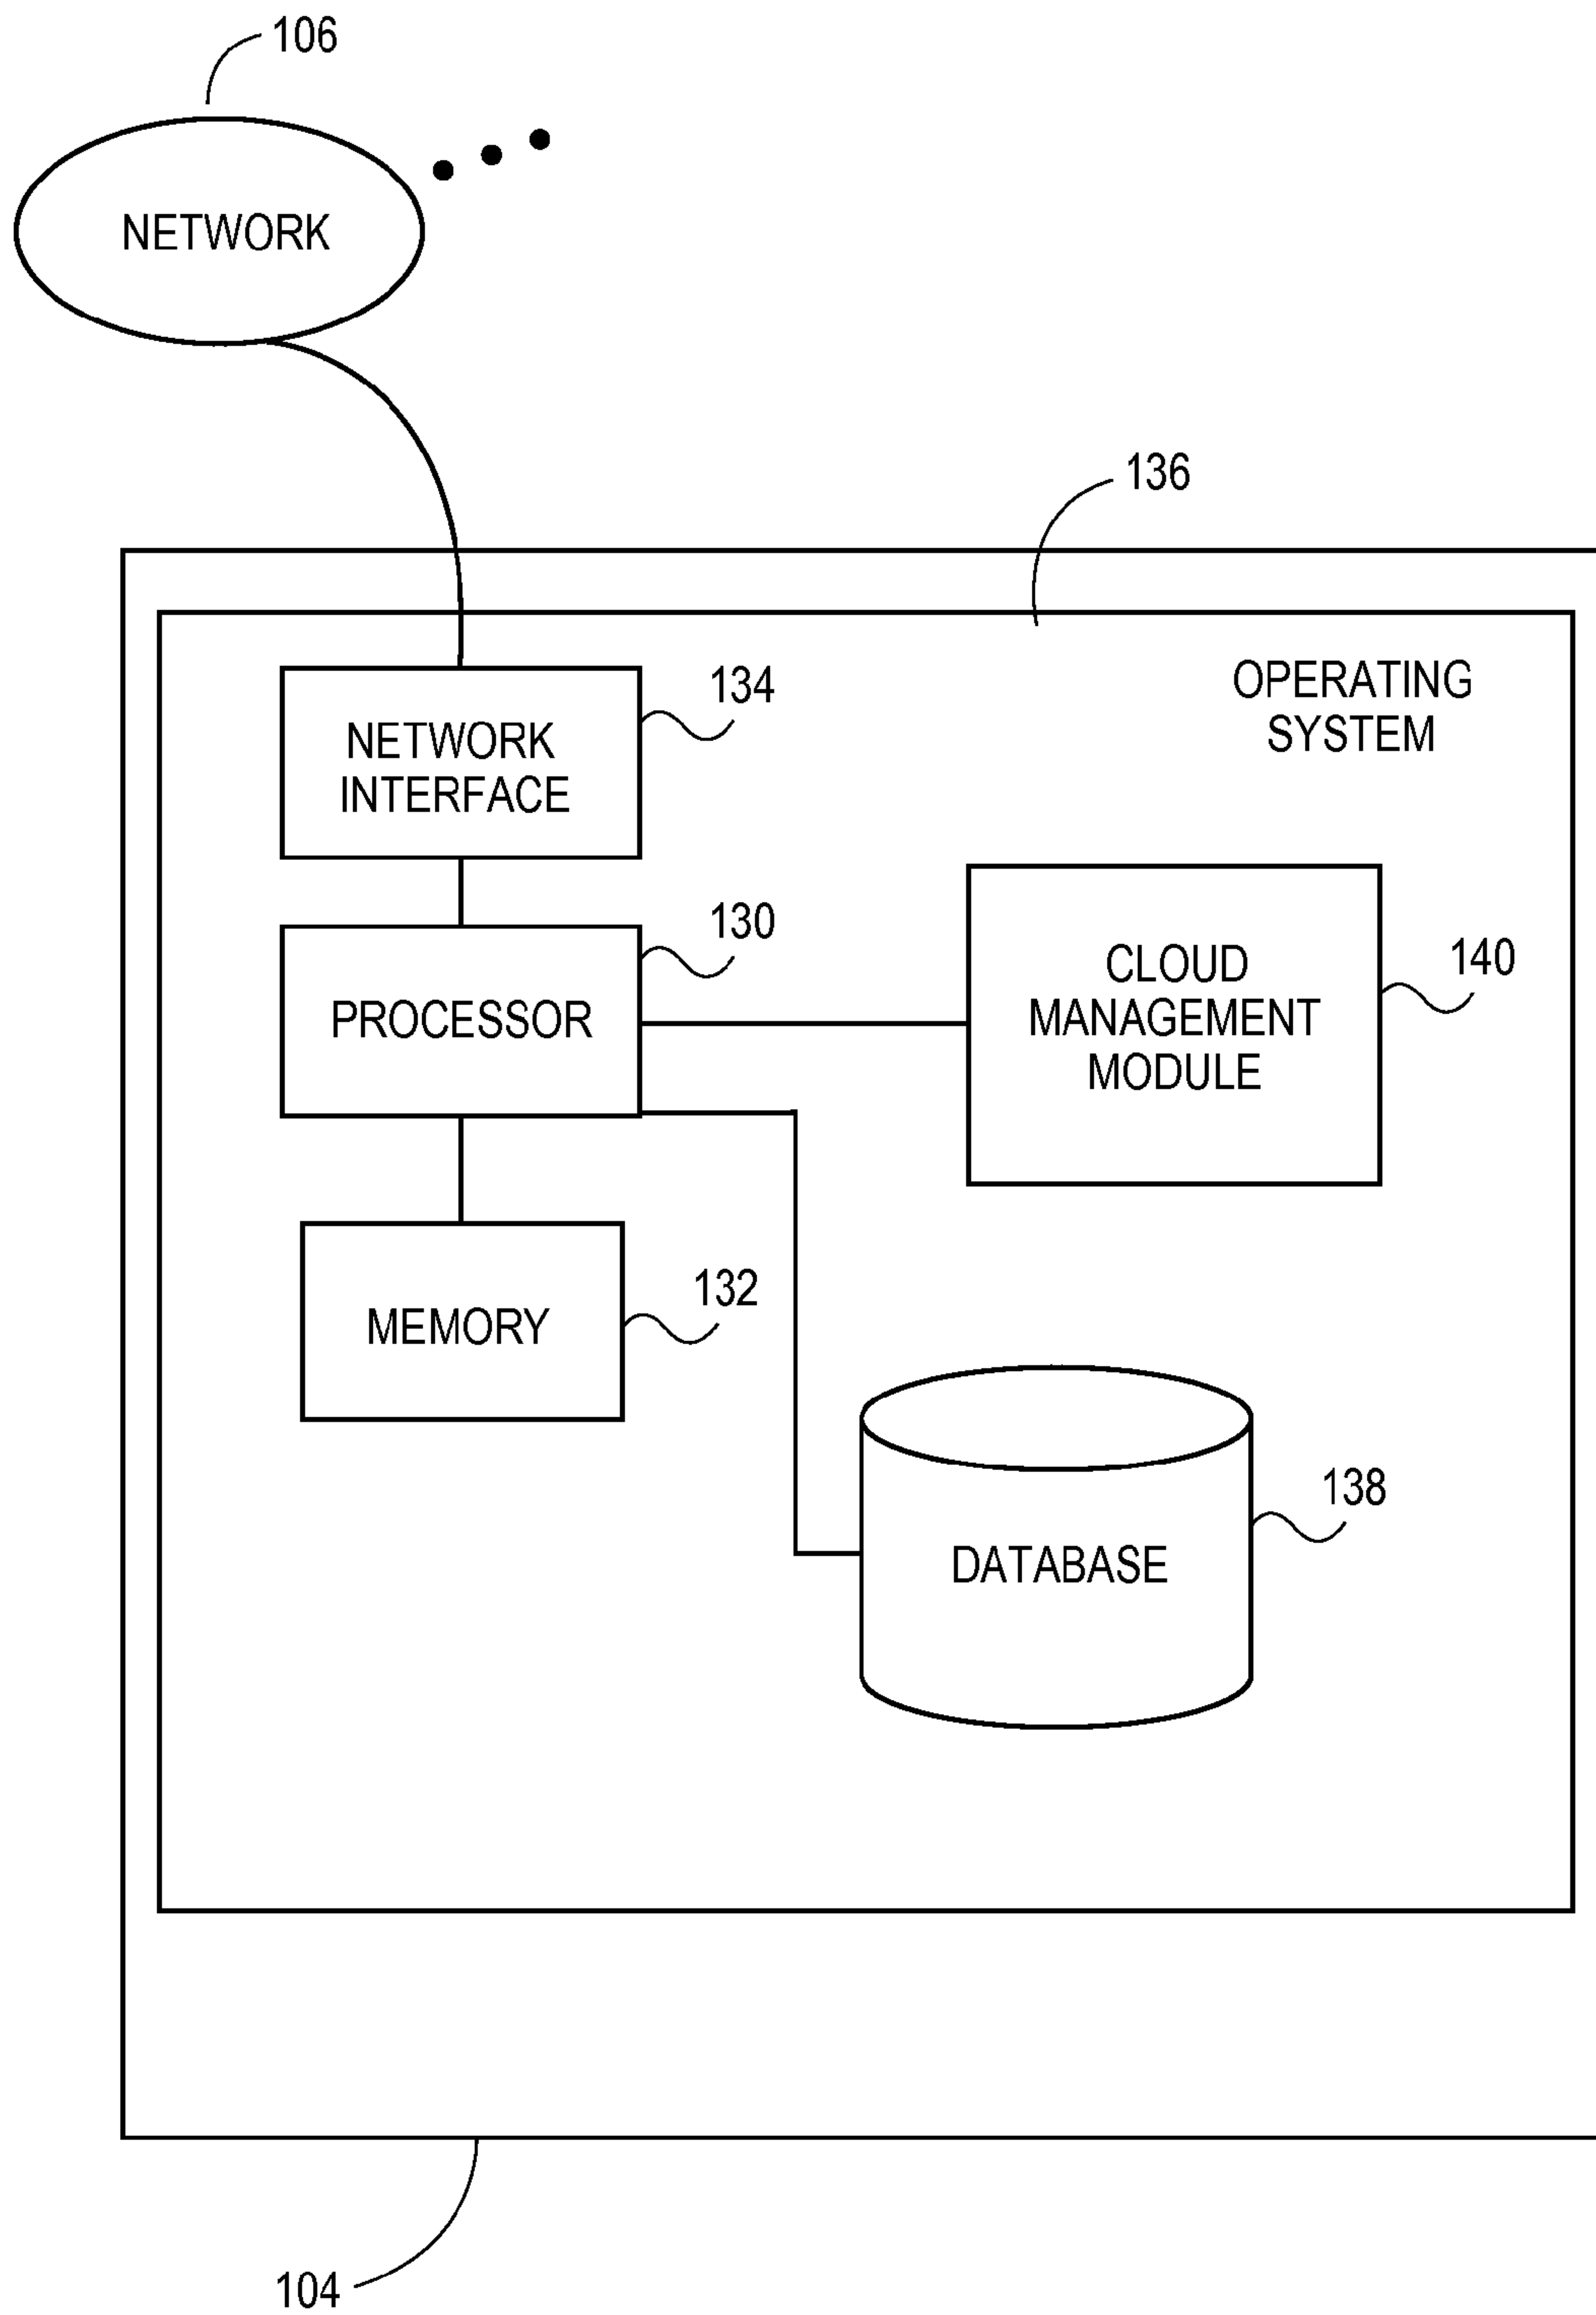 106
NETWORK
136
OPERATING
SYSTEM
134
NETWORK
INTERFACE
130
PROCESSOR
140
CLOUD
MANAGEMENT
MODULE
132
MEMORY
138
DATABASE
104